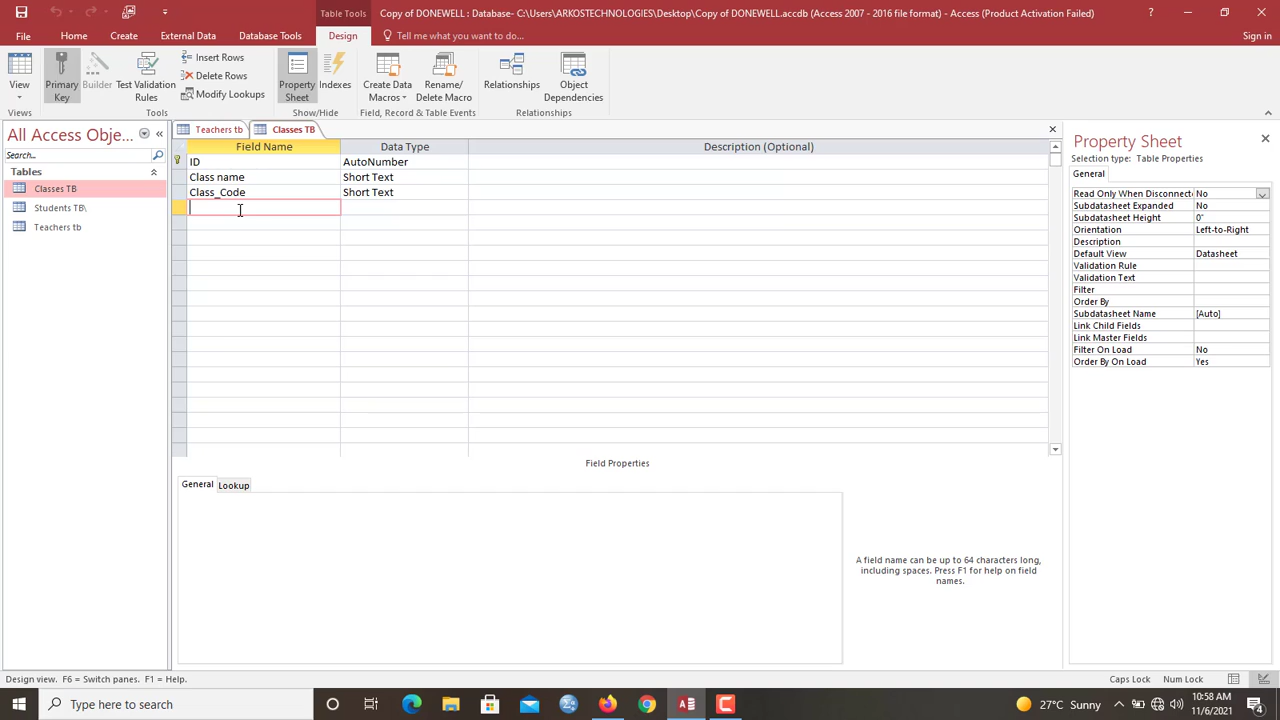 Table Tools
Copy of DONEWELL : Database- C:\Users\ARKOSTECHNOLOGIES\Desktop\Copy of DONEWELL.accdb (Access 2007 - 2016 file format) - Access (Product Activation Failed)
File Home Create External Data Database Tools Design Tell me what you want to do... Sign in
View
Primary Key
Builder
Test Validation Rules
Insert Rows
Delete Rows
Modify Lookups
Property Sheet
Indexes
Create Data Macros
Rename/ Delete Macro
Relationships
Object Dependencies
Views Tools Show/Hide Field, Record & Table Events Relationships
All Access Obje...
Search...
Tables
Classes TB
Students TB\
Teachers tb
Teachers tb Classes TB
Field Name Data Type Description (Optional)
ID AutoNumber
Class name Short Text
Class_Code Short Text
Field Properties
General Lookup
A field name can be up to 64 characters long,
including spaces. Press F1 for help on field
names.
Property Sheet
Selection type: Table Properties
General
Read Only When Disconnecte No
Subdatasheet Expanded No
Subdatasheet Height 0"
Orientation Left-to-Right
Description
Default View Datasheet
Validation Rule
Validation Text
Filter
Order By
Subdatasheet Name [Auto]
Link Child Fields
Link Master Fields
Filter On Load No
Order By On Load Yes
Design view. F6 = Switch panes. F1 = Help. Caps Lock Num Lock
Type here to search
27°C Sunny
10:58 AM
11/6/2021
4